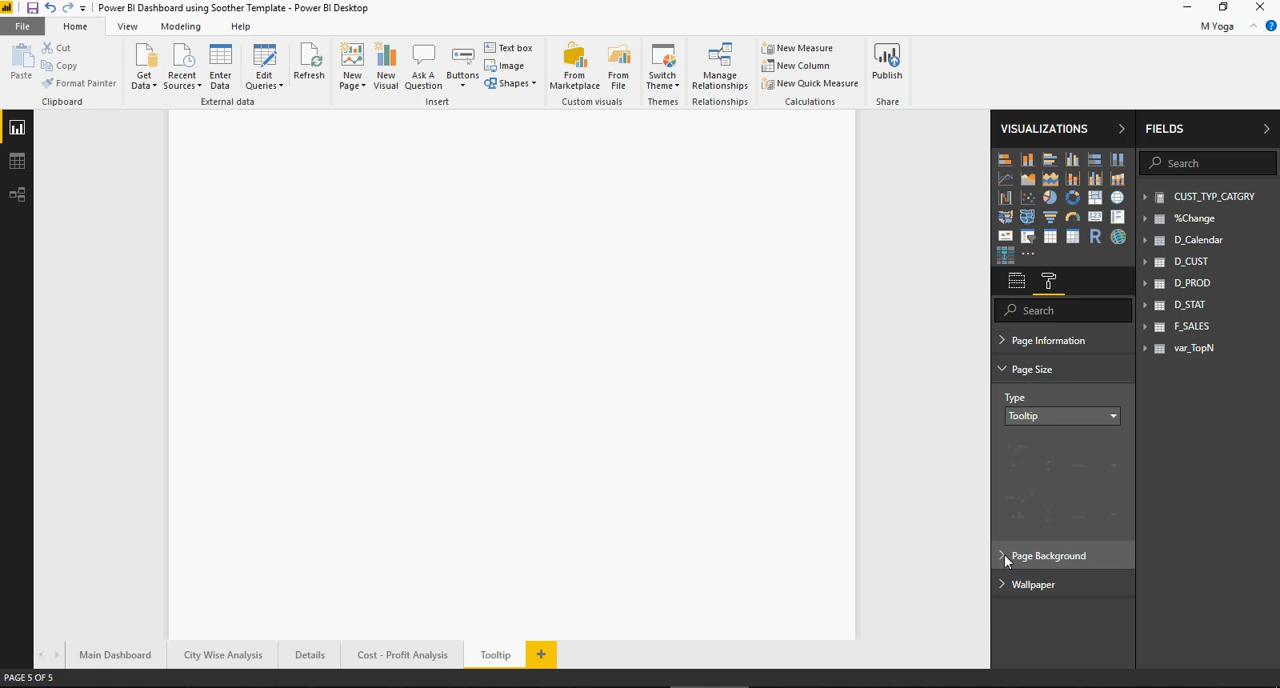 Power BI Dashboard using Soother Template - Power BI Desktop
File Home View Modeling Help M Yoga
Paste Cut Copy Format Painter
Get Data Recent Sources Enter Data Edit Queries Refresh
New Page New Visual Ask A Question Buttons Text box Image Shapes
From Marketplace From File Switch Theme Manage Relationships
New Measure New Column New Quick Measure Publish
Clipboard External data Insert Custom visuals Themes Relationships Calculations Share
VISUALIZATIONS
Search
Page Information
Page Size
Type
Tooltip
Page Background
Wallpaper
FIELDS
Search
CUST_TYP_CATGRY
%Change
D_Calendar
D_CUST
D_PROD
D_STAT
F_SALES
var_TopN
Main Dashboard City Wise Analysis Details Cost - Profit Analysis Tooltip +
PAGE 5 OF 5